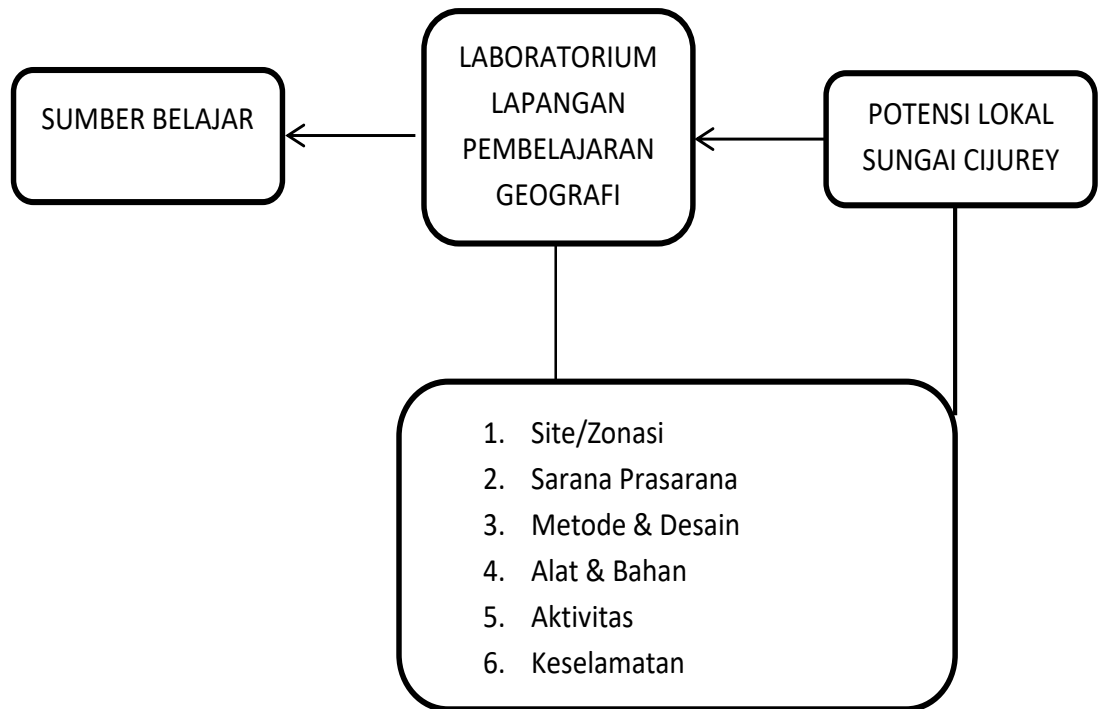 SUMBER BELAJAR
LABORATORIUM
LAPANGAN
PEMBELAJARAN
GEOGRAFI
POTENSI LOKAL
SUNGAI CIJUREY
1. Site/Zonasi
2. Sarana Prasarana
3. Metode & Desain
4. Alat & Bahan
5. Aktivitas
6. Keselamatan